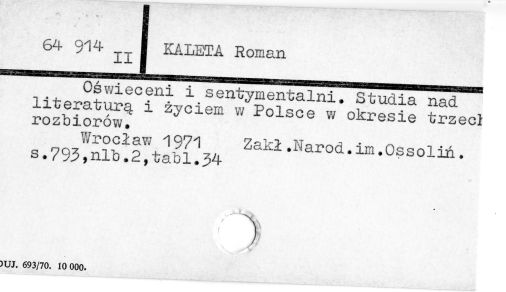 64 914 II
KALETA Roman
Oświeceni i sentymentalni. Studia nad
literaturą i życiem w Polsce w okresie trzech
rozbiorów.
Wrocław 1971 Zakł.Narod.im.Ossoliń.
s.793,nlb.2,tabl.34
DUJ. 693/70. 10 000.